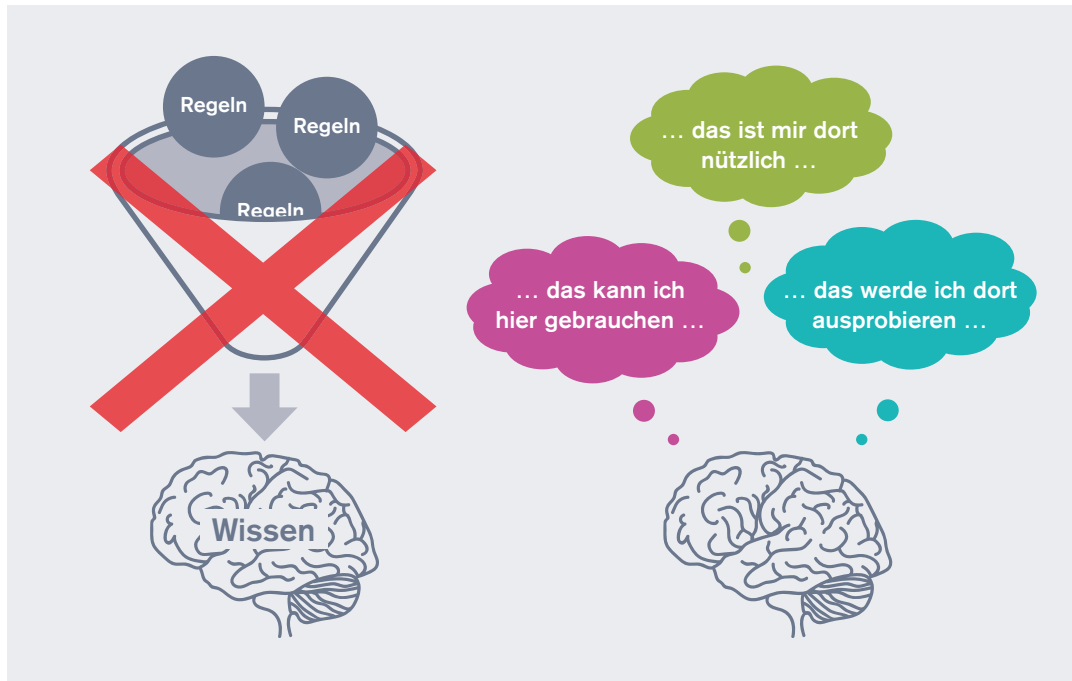 Regeln
Regeln
Regeln
Wissen
… das ist mir dort
nützlich …
… das kann ich
hier gebrauchen …
… das werde ich dort
ausprobieren …